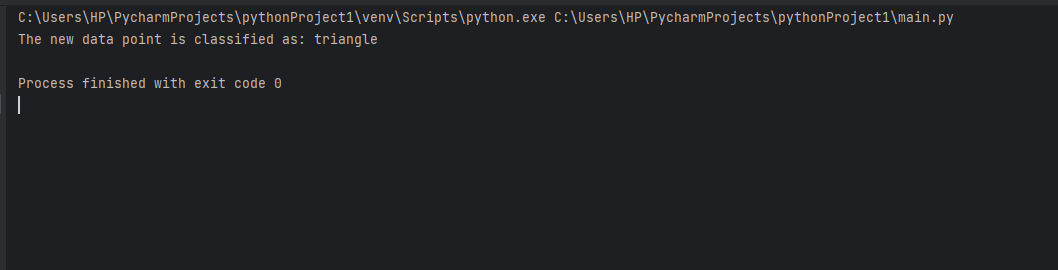 C:\Users\HP\PycharmProjects\pythonProject1\venv\Scripts\python.exe C:\Users\HP\PycharmProjects\pythonProject1\main.py
The new data point is classified as: triangle
Process finished with exit code 0